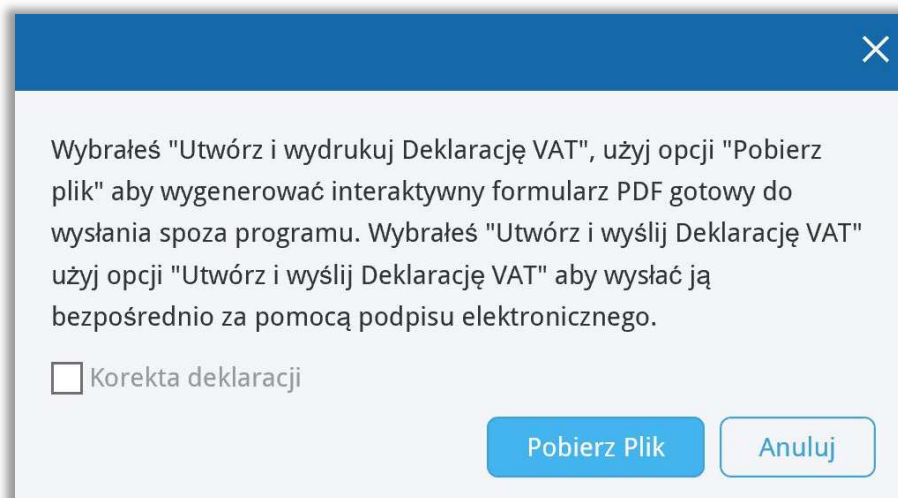 Wybrałeś "Utwórz i wydrukuj Deklarację VAT", użyj opcji "Pobierz
plik" aby wygenerować interaktywny formularz PDF gotowy do
wysłania spoza programu. Wybrałeś "Utwórz i wyślij Deklarację VAT"
użyj opcji "Utwórz i wyślij Deklarację VAT" aby wysłać ją
bezpośrednio za pomocą podpisu elektronicznego.
Korekta deklaracji
Pobierz Plik Anuluj